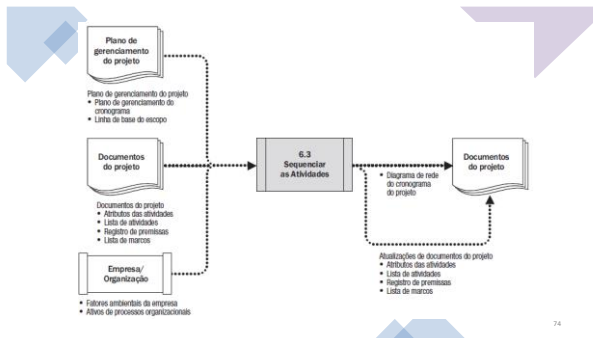 Plano de
gerenciamento
do projeto
Plano de gerenciamento do projeto
• Plano de gerenciamento do
cronograma
• Linha de base do escopo
Documentos
do projeto
Documentos do projeto
• Atributos das atividades
• Lista de atividades
• Registro de premissas
• Lista de marcos
Empresa/
Organização
• Fatores ambientais da empresa
• Ativos de processos organizacionais
6.3
Sequenciar
as Atividades
• Diagrama de rede
do cronograma
do projeto
Documentos
do projeto
Atualizações de documentos do projeto
• Atributos das atividades
• Lista de atividades
• Registro de premissas
• Lista de marcos
74